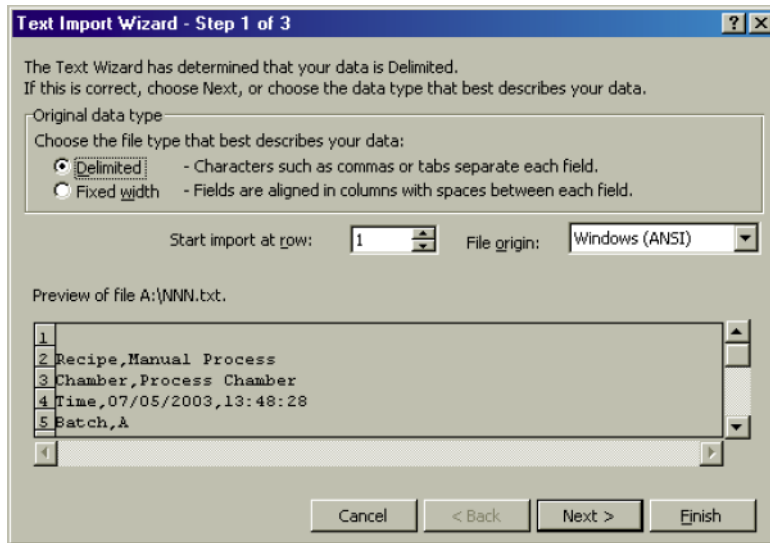 Text Import Wizard - Step 1 of 3
The Text Wizard has determined that your data is Delimited.
If this is correct, choose Next, or choose the data type that best describes your data.
Original data type
Choose the file type that best describes your data:
Delimited - Characters such as commas or tabs separate each field.
Fixed width - Fields are aligned in columns with spaces between each field.
Start import at row: 1 File origin: Windows (ANSI)
Preview of file A:\NNN.txt.
1
2 Recipe,Manual Process
3 Chamber,Process Chamber
4 Time,07/05/2003,13:48:28
5 Batch,A
Cancel < Back Next > Finish